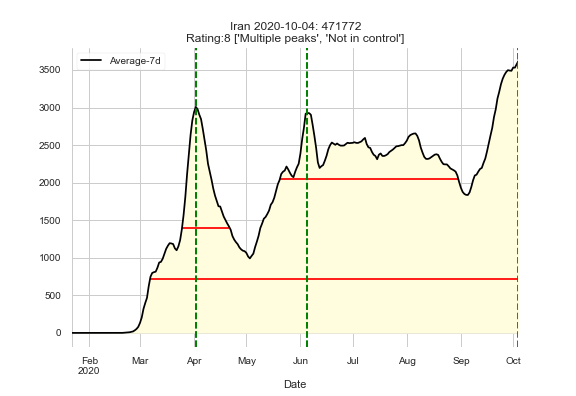 Iran 2020-10-04: 471772
Rating:8 ['Multiple peaks', 'Not in control']
Average-7d
3500
3000
2500
2000
1500
1000
500
0
Feb Mar Apr May Jun Jul Aug Sep Oct
2020
Date